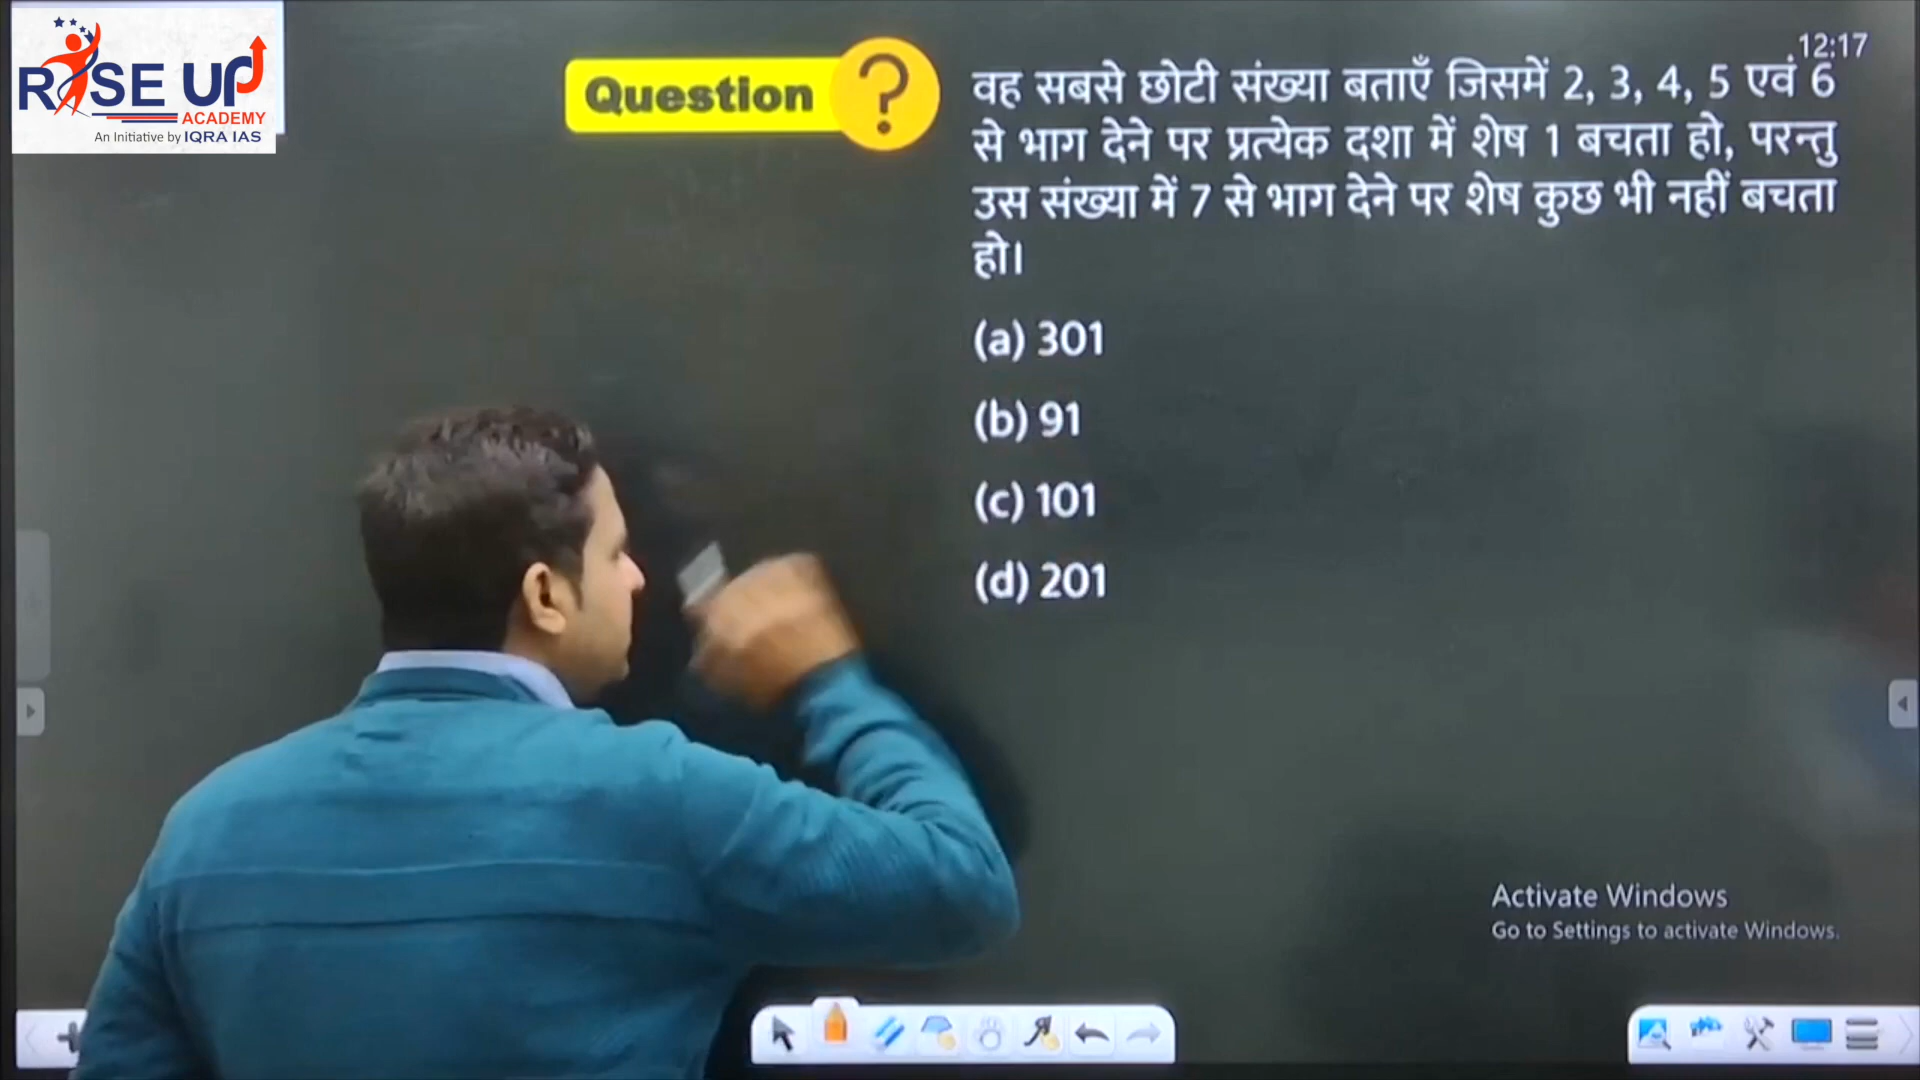 RISE UP
ACADEMY
An Initiative by IQRA IAS
12:17
Question ?
वह सबसे छोटी संख्या बताएँ जिसमें 2, 3, 4, 5 एवं 6
से भाग देने पर प्रत्येक दशा में शेष 1 बचता हो, परन्तु
उस संख्या में 7 से भाग देने पर शेष कुछ भी नहीं बचता
हो।
(a) 301
(b) 91
(c) 101
(d) 201
Activate Windows
Go to Settings to activate Windows.